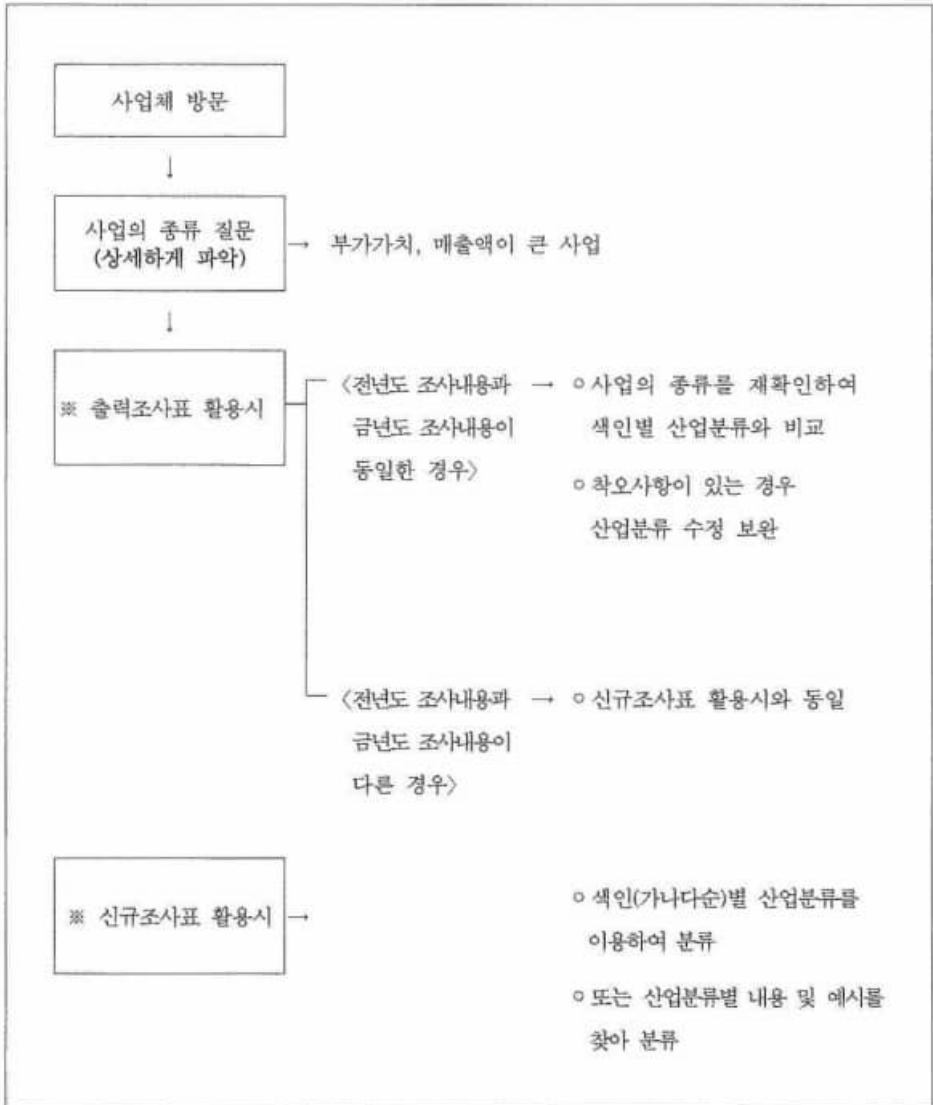 사업체 방문
↓
사업의 종류 질문
(상세하게 파악)
→ 부가가치, 매출액이 큰 사업
↓
※ 출력조사표 활용시
〈전년도 조사내용과
금년도 조사내용이
동일한 경우〉
→ ○ 사업의 종류를 재확인하여
색인별 산업분류와 비교
○ 착오사항이 있는 경우
산업분류 수정 보완
〈전년도 조사내용과
금년도 조사내용이
다른 경우〉
→ ○ 신규조사표 활용시와 동일
※ 신규조사표 활용시 →
○ 색인(가나다순)별 산업분류를
이용하여 분류
○ 또는 산업분류별 내용 및 예시를
찾아 분류